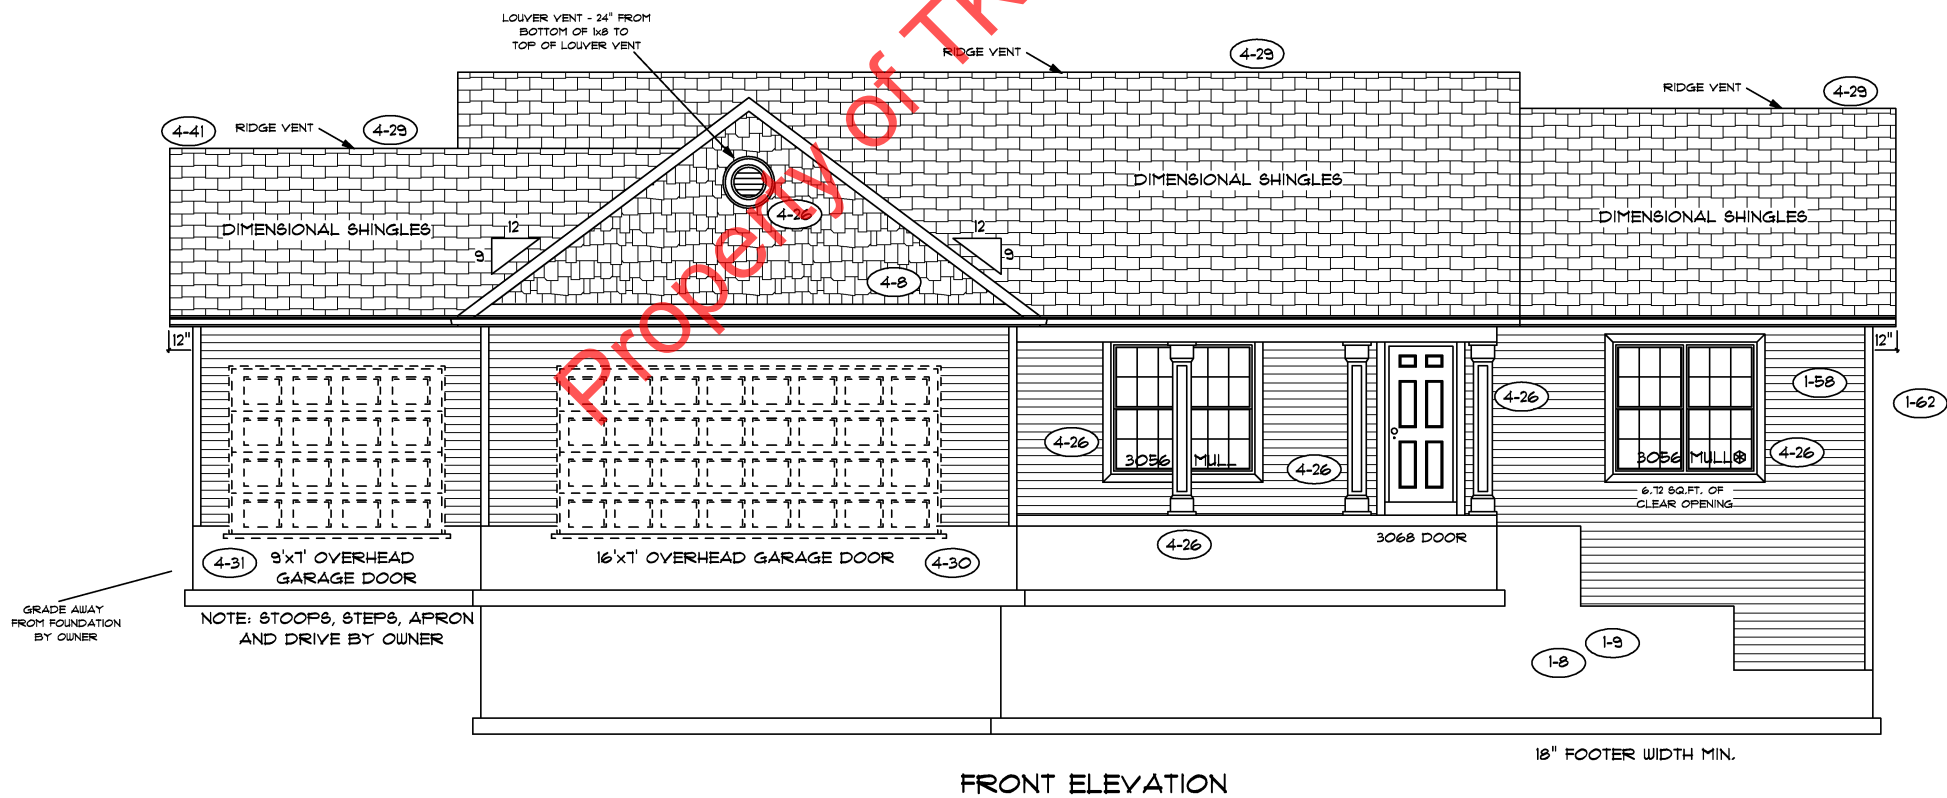 LOUVER VENT - 24" FROM
BOTTOM OF 1x8 TO
TOP OF LOUVER VENT
RIDGE VENT
4-29
RIDGE VENT
4-29
4-41
RIDGE VENT
4-29
Property of TK
DIMENSIONAL SHINGLES
4-26
DIMENSIONAL SHINGLES
DIMENSIONAL SHINGLES
12
9
12
9
4-8
12"
12"
4-26
1-58
1-62
4-26
3056 MULL
4-26
3056 MULL
4-26
6.72 SQ.FT. OF
CLEAR OPENING
4-26
3068 DOOR
4-31
9'x7' OVERHEAD
GARAGE DOOR
16'x7' OVERHEAD GARAGE DOOR
4-30
GRADE AWAY
FROM FOUNDATION
BY OWNER
NOTE: STOOPS, STEPS, APRON
AND DRIVE BY OWNER
1-9
1-8
18" FOOTER WIDTH MIN.
FRONT ELEVATION